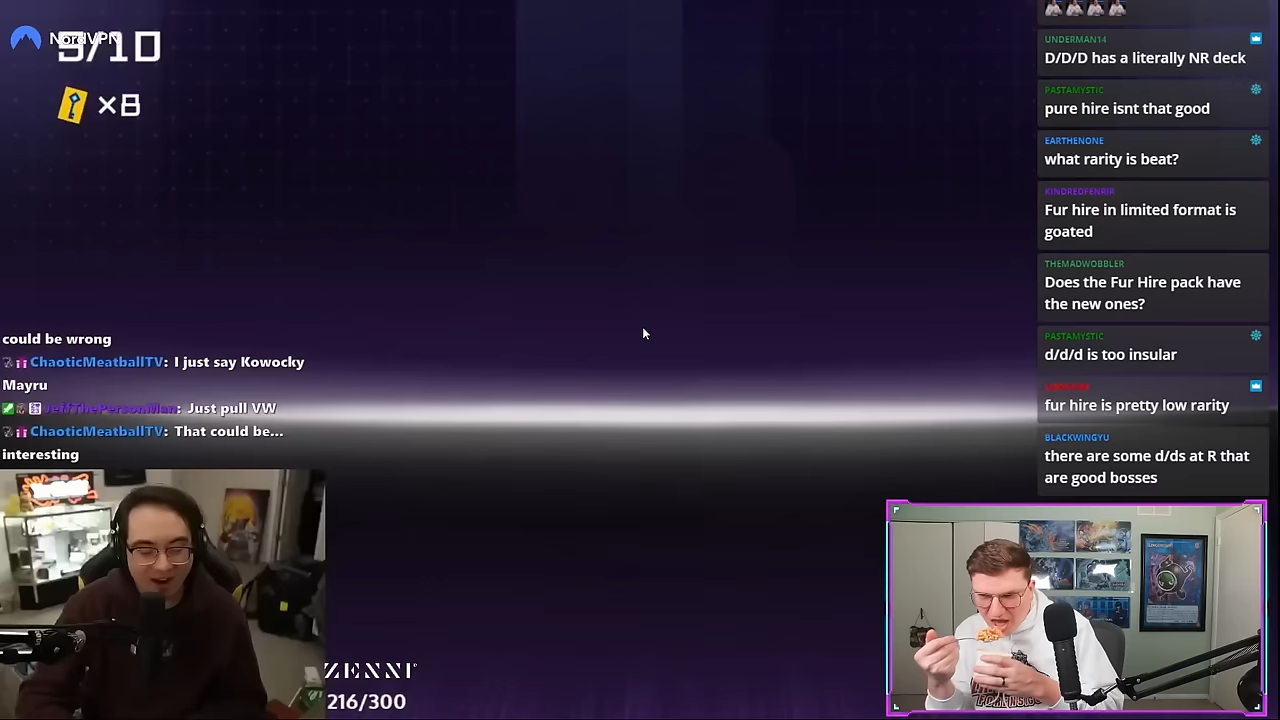 NordVPN
9/10
×8
UNDERMAN14
D/D/D has a literally NR deck
PASTAMYSTIC
pure hire isnt that good
EARTHENONE
what rarity is beat?
KINDREDFENRIR
Fur hire in limited format is
goated
THEMADWOBBLER
Does the Fur Hire pack have
the new ones?
PASTAMYSTIC
d/d/d is too insular
fur hire is pretty low rarity
BLACKWINGYU
there are some d/ds at R that
are good bosses
could be wrong
ChaoticMeatballTV: I just say Kowocky
Mayru
JeffThePersonMan: Just pull VW
ChaoticMeatballTV: That could be...
interesting
ZENNI
216/300